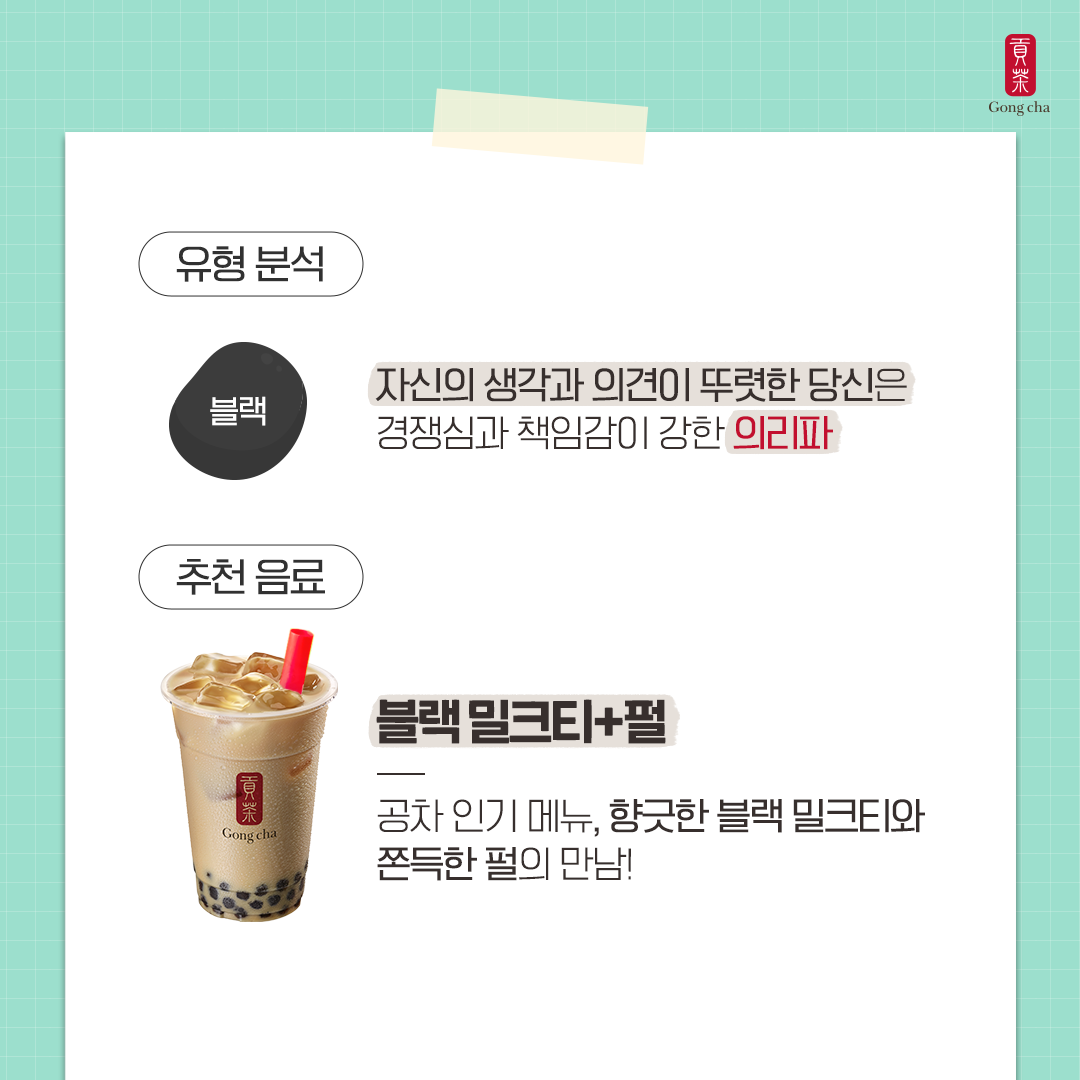 貢茶
Gong cha
유형 분석
블랙
자신의 생각과 의견이 뚜렷한 당신은
경쟁심과 책임감이 강한 의리파
추천 음료
블랙 밀크티+펄
공차 인기 메뉴, 향긋한 블랙 밀크티와
쫀득한 펄의 만남!
貢茶
Gong cha